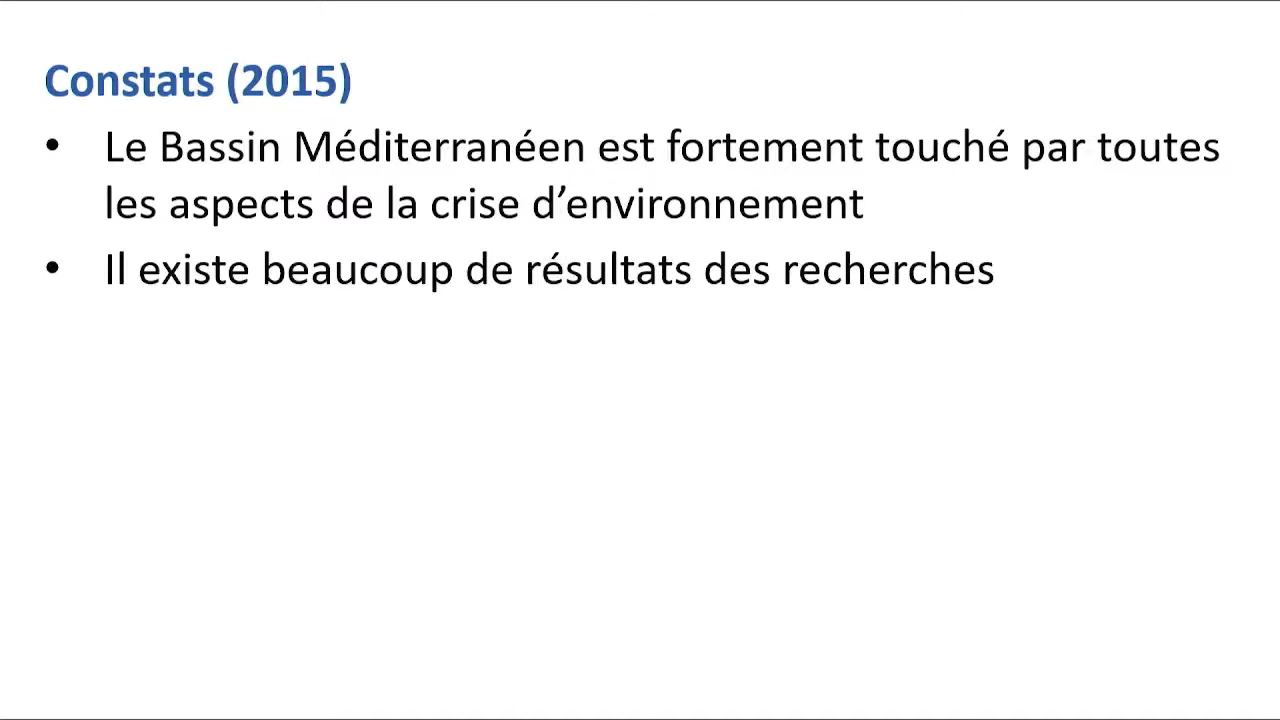 Constats (2015)
• Le Bassin Méditerranéen est fortement touché par toutes
les aspects de la crise d’environnement
• Il existe beaucoup de résultats des recherches